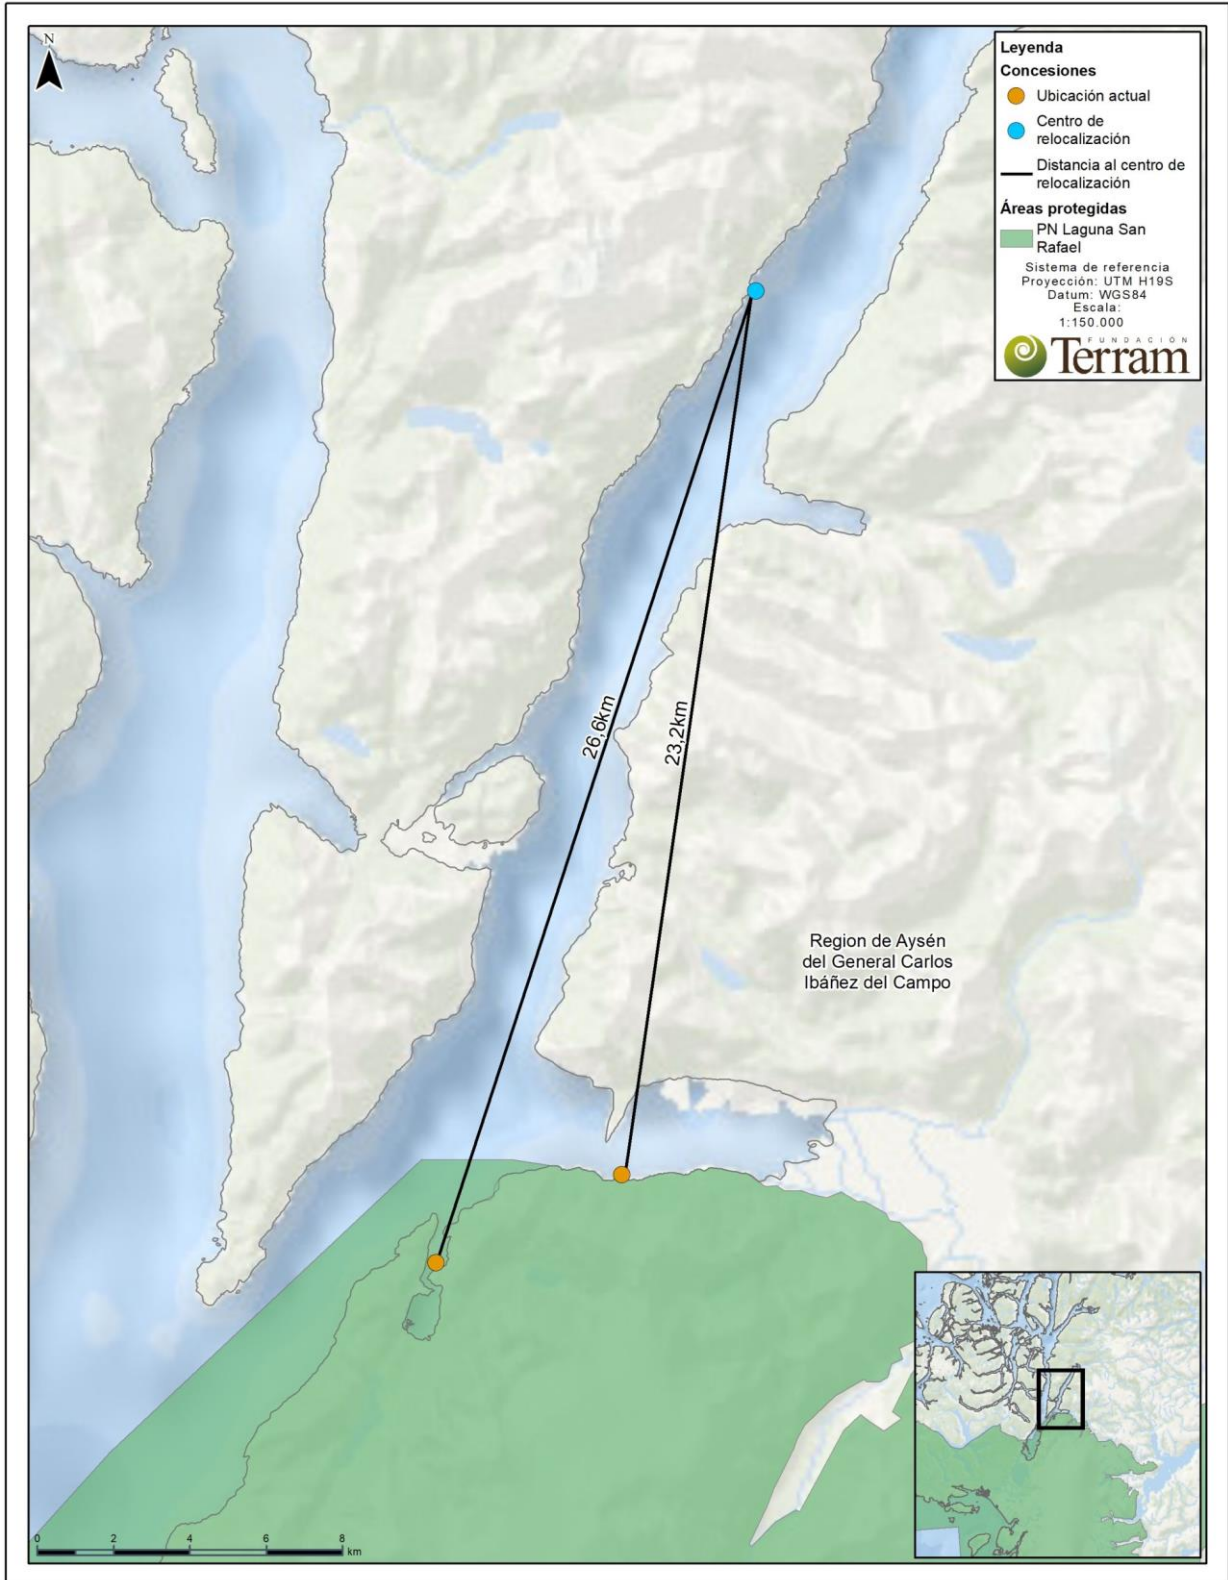 N
Leyenda
Concesiones
Ubicación actual
Centro de
relocalización
Distancia al centro de
relocalización
Áreas protegidas
PN Laguna San
Rafael
Sistema de referencia
Proyección: UTM H19S
Datum: WGS84
Escala:
1:150.000
FUNDACIÓN
Terram
26,6km
23,2km
Region de Aysén
del General Carlos
Ibáñez del Campo
0 2 4 6 8
km